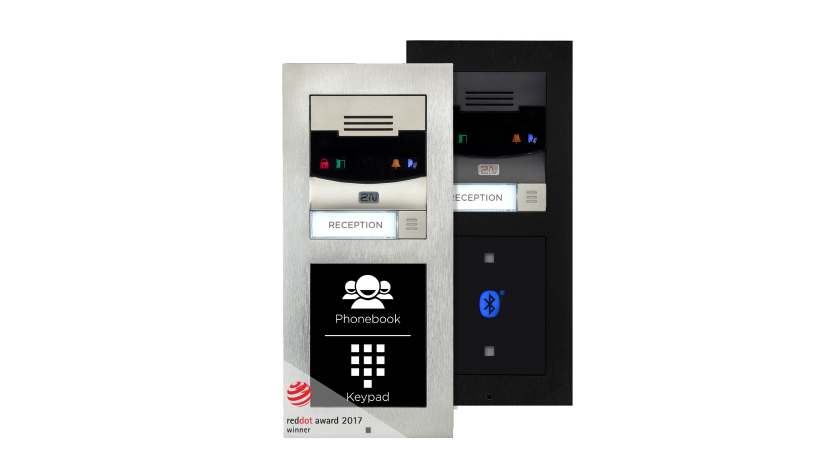 2N
RECEPTION
Phonebook
Keypad
reddot award 2017
winner
2N
RECEPTION